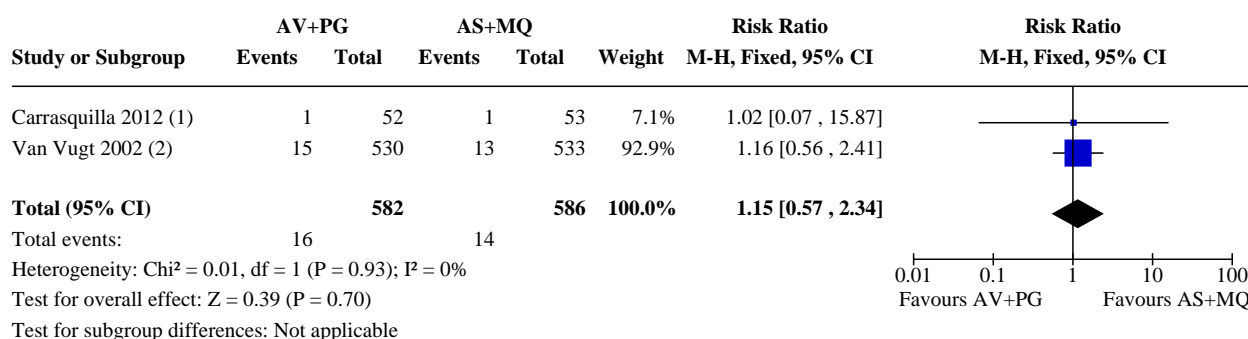 AV+PG AS+MQ Risk Ratio Risk Ratio
Study or Subgroup Events Total Events Total Weight M-H, Fixed, 95% CI M-H, Fixed, 95% CI
Carrasquilla 2012 (1) 1 52 1 53 7.1% 1.02 [0.07 , 15.87]
Van Vugt 2002 (2) 15 530 13 533 92.9% 1.16 [0.56 , 2.41]
Total (95% CI) 582 586 100.0% 1.15 [0.57 , 2.34]
Total events: 16 14
Heterogeneity: Chi² = 0.01, df = 1 (P = 0.93); I² = 0%
0.01 0.1 1 10 100
Test for overall effect: Z = 0.39 (P = 0.70)
Favours AV+PG Favours AS+MQ
Test for subgroup differences: Not applicable